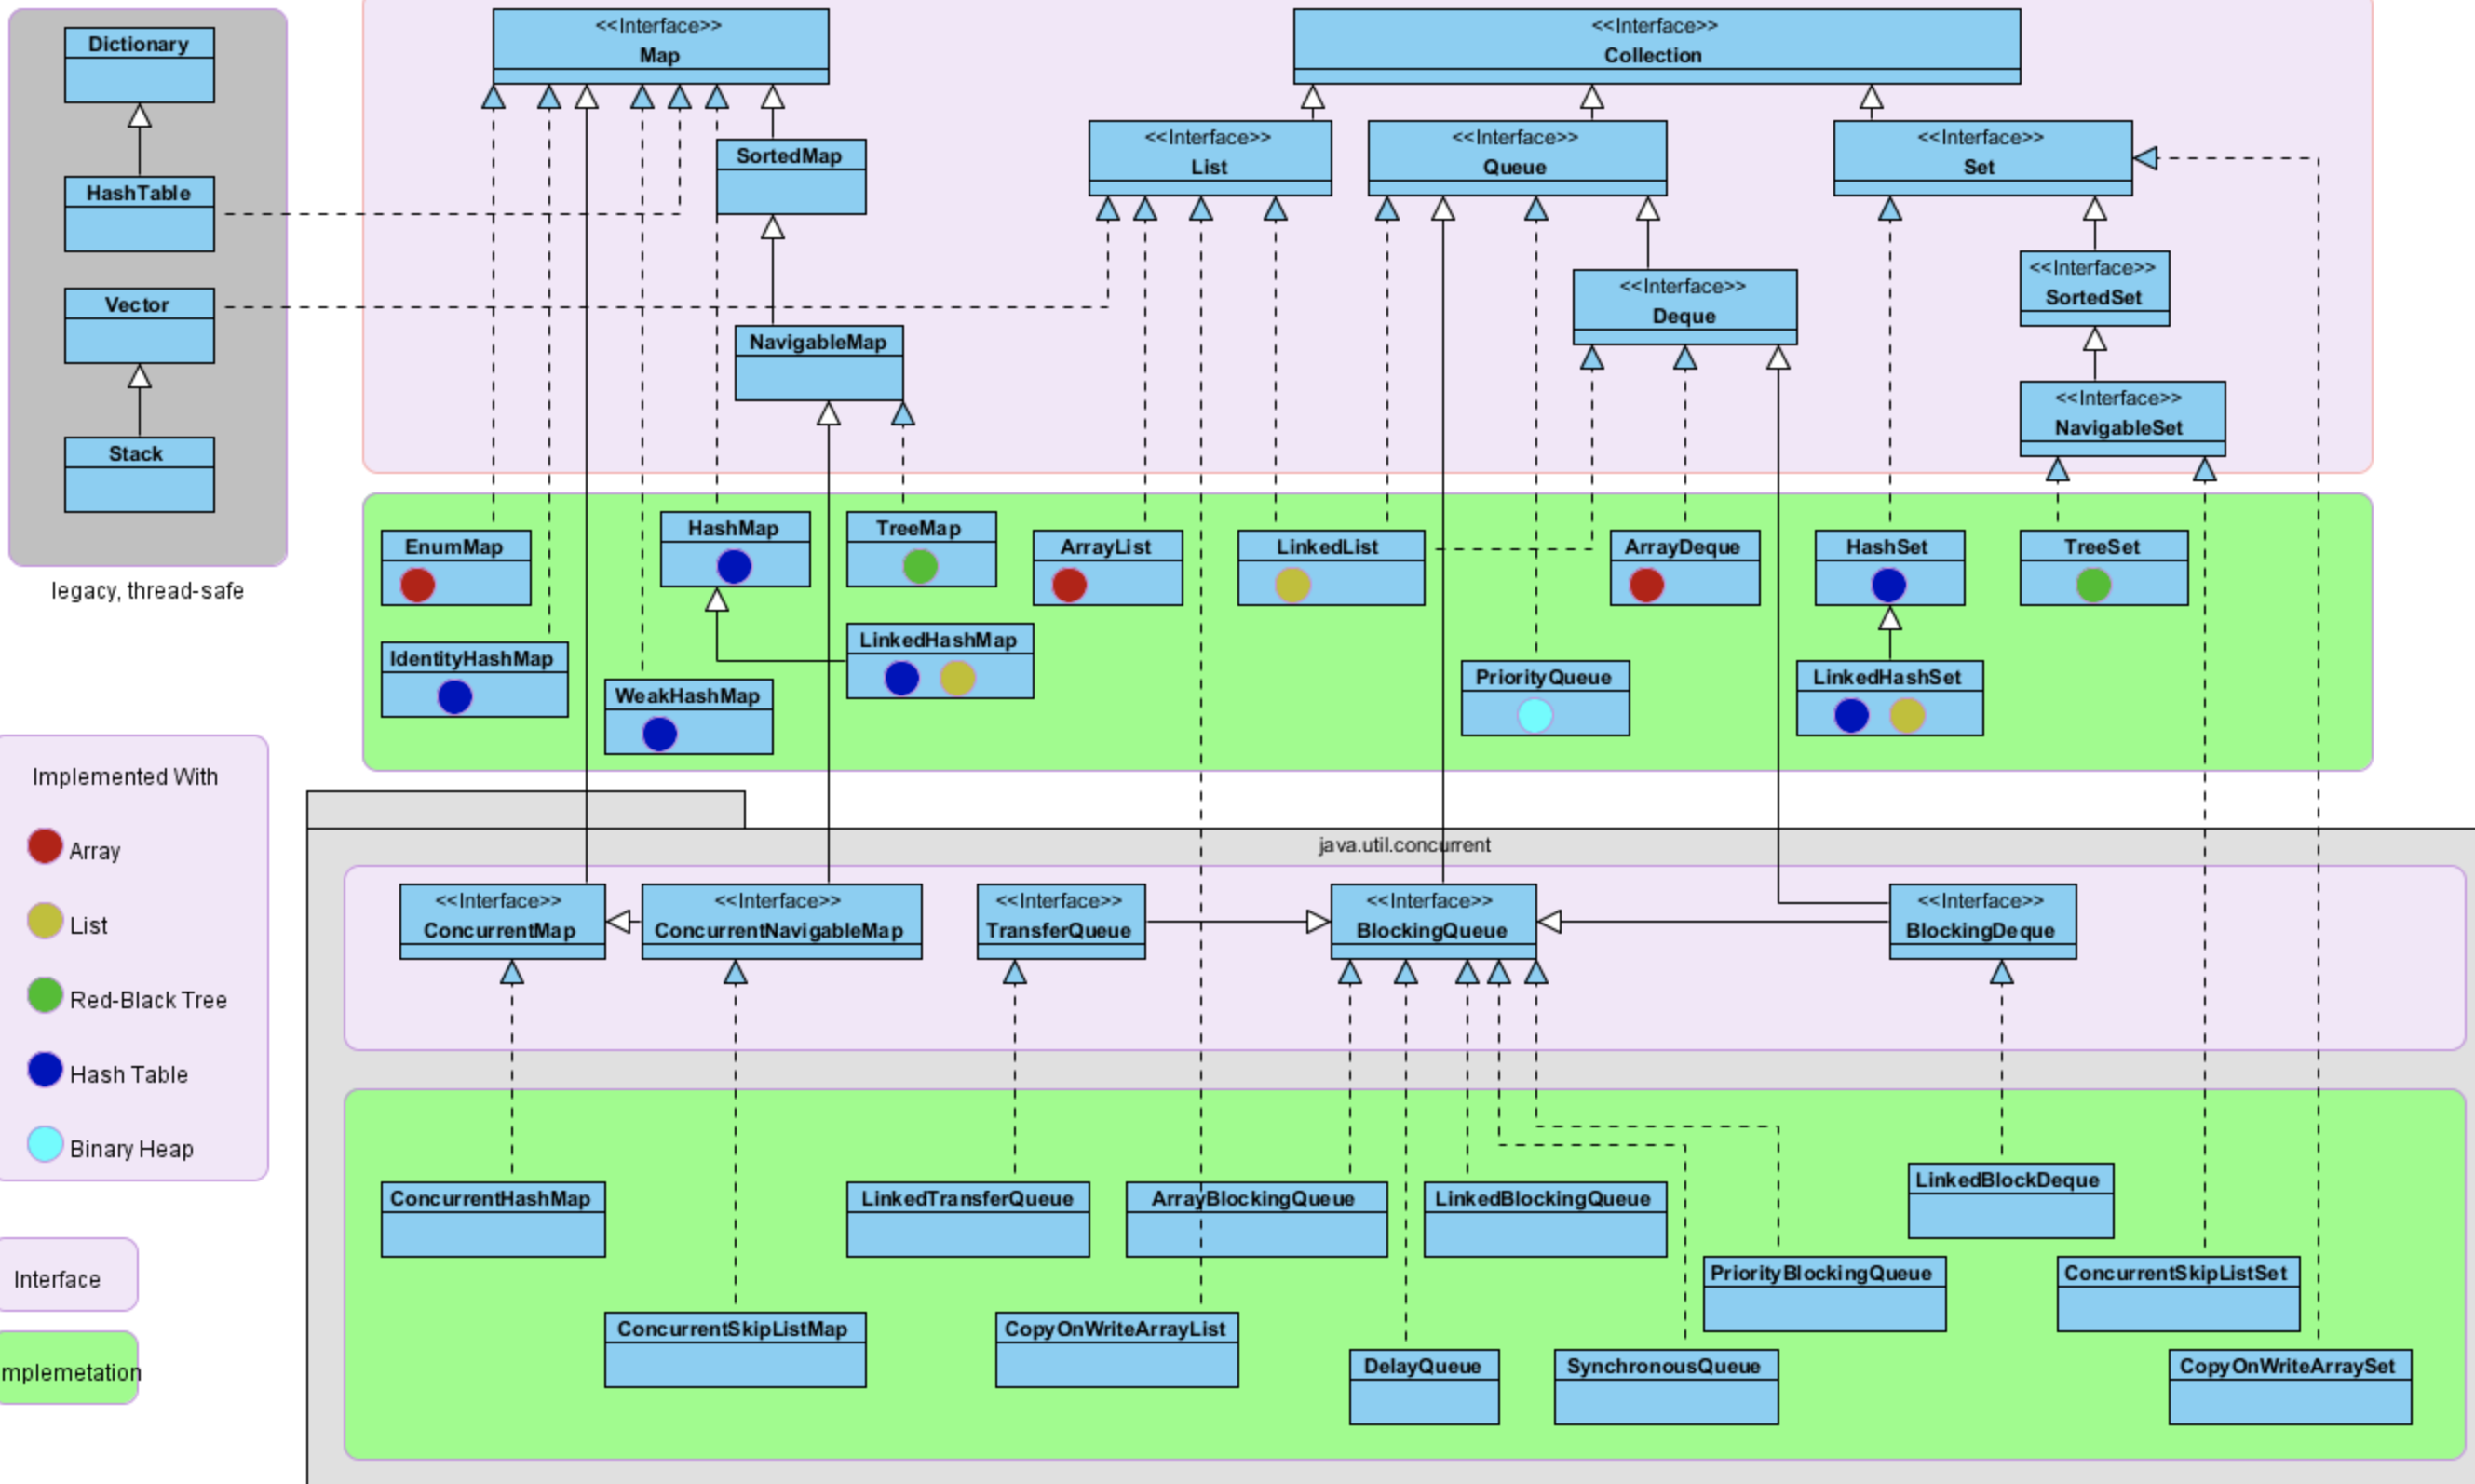 Dictionary
HashTable
Vector
Stack
legacy, thread-safe
<<Interface>>
Map
SortedMap
NavigableMap
<<Interface>>
Collection
<<Interface>>
List
<<Interface>>
Queue
<<Interface>>
Set
<<Interface>>
Deque
<<Interface>>
SortedSet
<<Interface>>
NavigableSet
EnumMap
HashMap
TreeMap
ArrayList
LinkedList
ArrayDeque
HashSet
TreeSet
IdentityHashMap
WeakHashMap
LinkedHashMap
PriorityQueue
LinkedHashSet
Implemented With
Array
List
Red-Black Tree
Hash Table
Binary Heap
Interface
mplemetation
java.util.concurrent
<<Interface>>
ConcurrentMap
<<Interface>>
ConcurrentNavigableMap
<<Interface>>
TransferQueue
<<Interface>>
BlockingQueue
<<Interface>>
BlockingDeque
ConcurrentHashMap
LinkedTransferQueue
ArrayBlockingQueue
LinkedBlockingQueue
LinkedBlockDeque
PriorityBlockingQueue
ConcurrentSkipListSet
ConcurrentSkipListMap
CopyOnWriteArrayList
DelayQueue
SynchronousQueue
CopyOnWriteArraySet